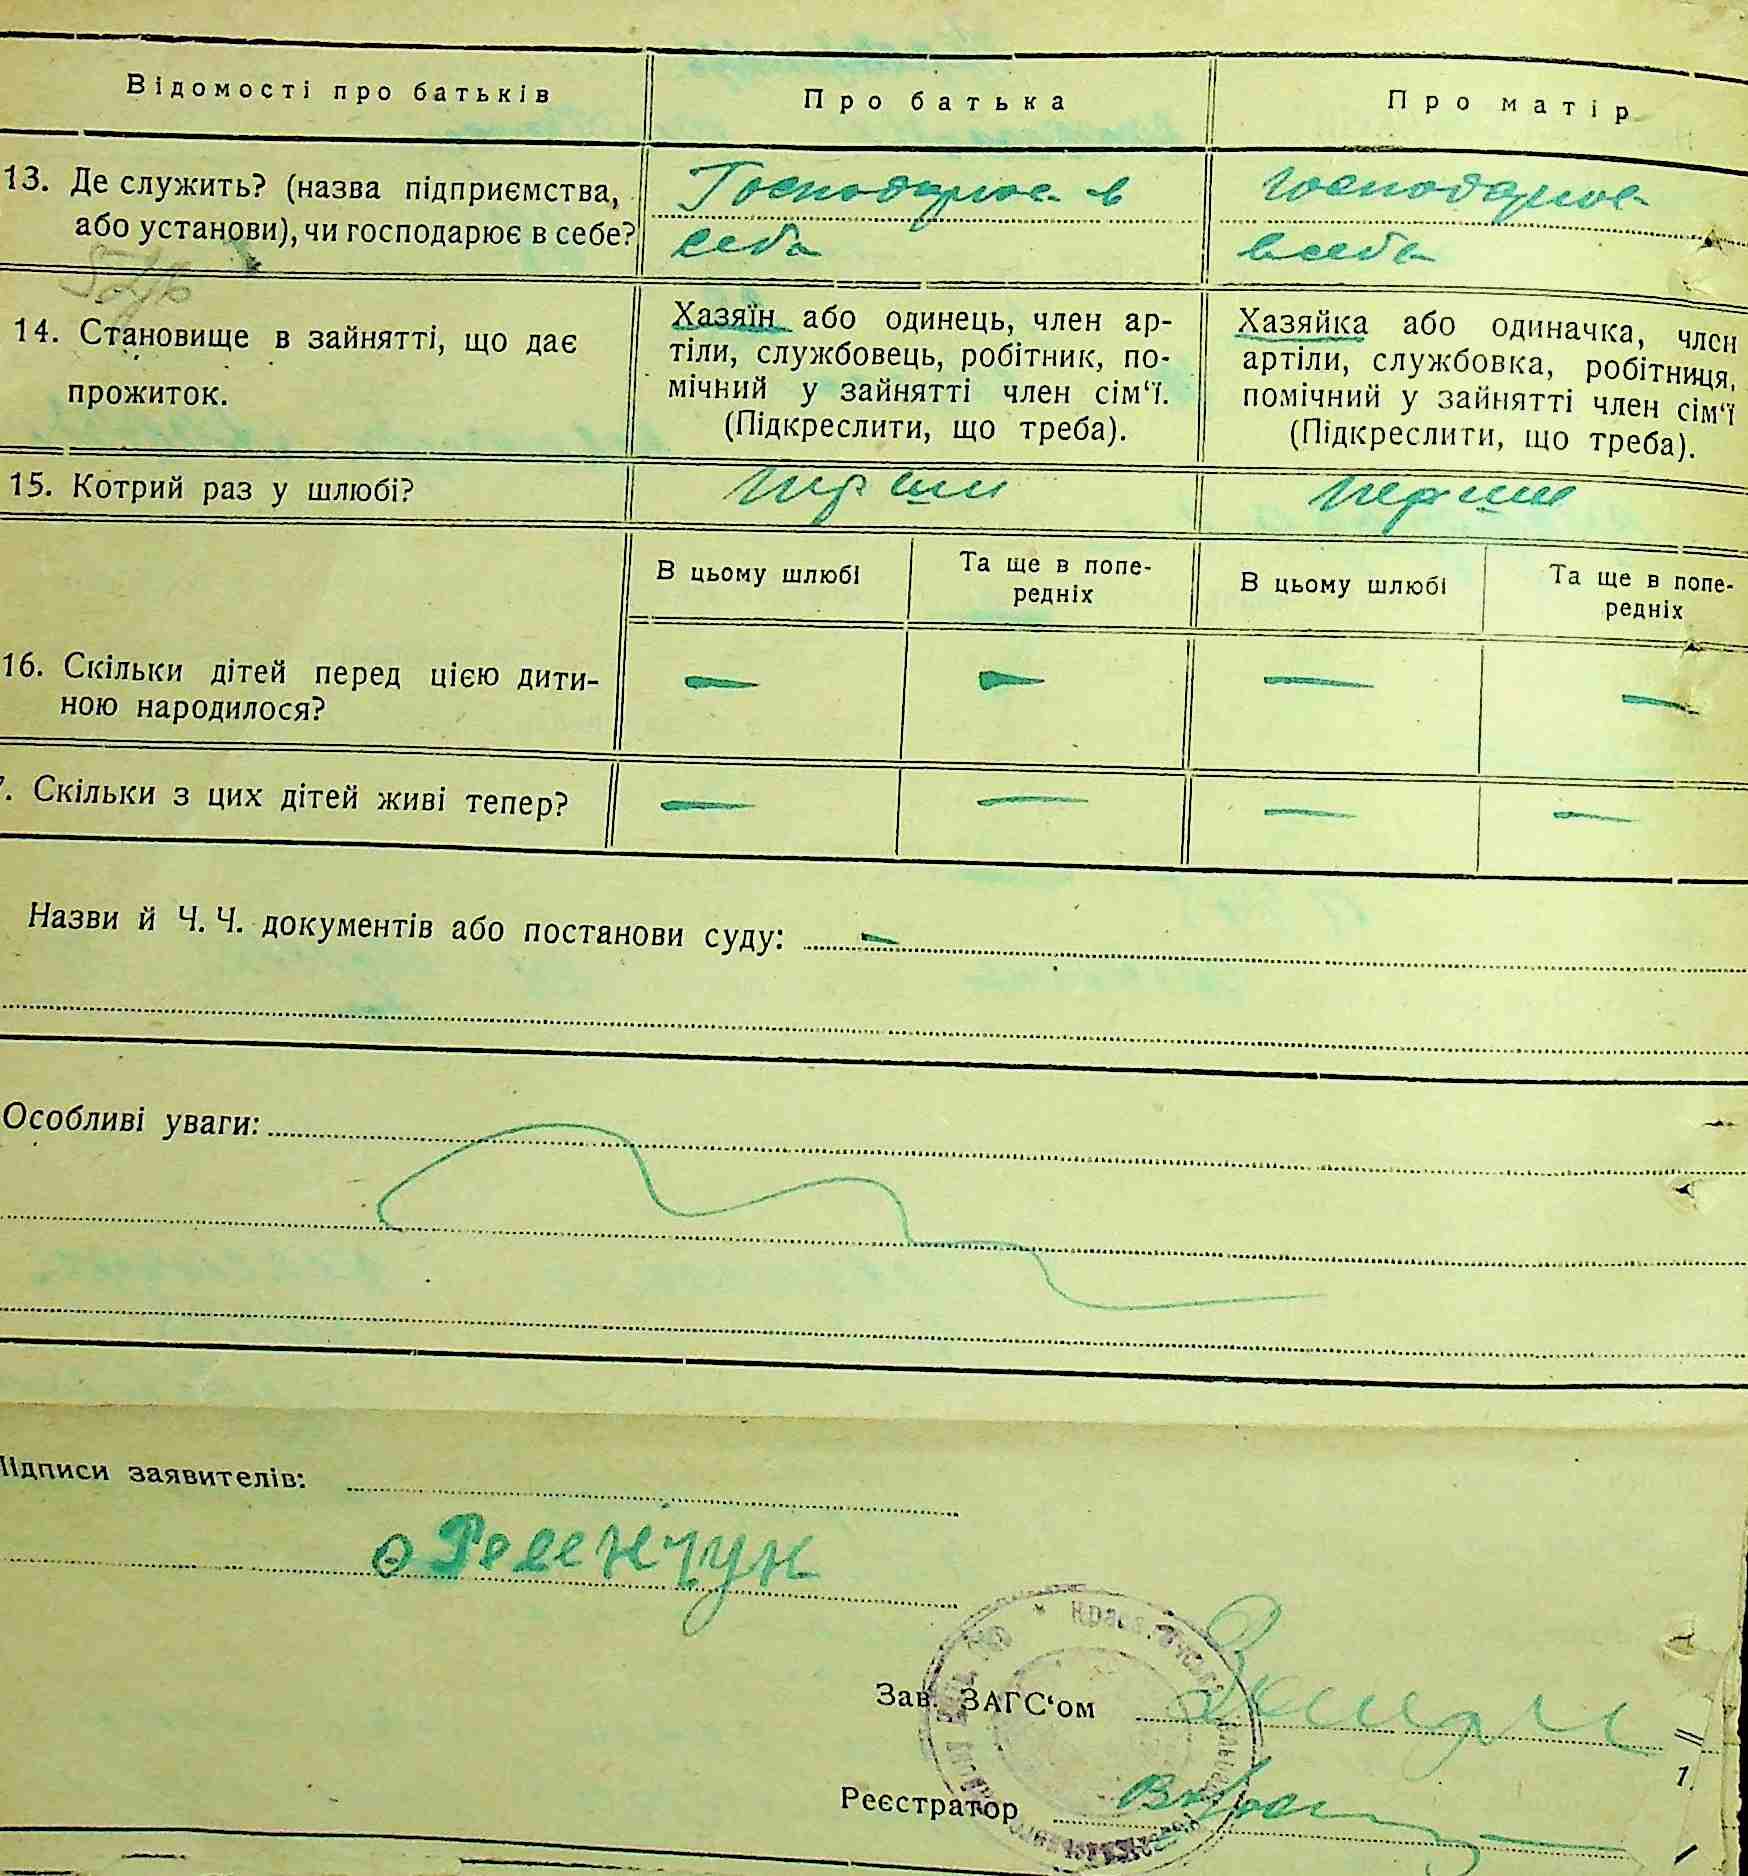 Відомості про батьків
Про батька
Про матір
13. Де служить? (назва підприємства,
або установи), чи господарює в себе?
Господарює в
себе
господарює
в себе
14. Становище в зайнятті, що дає
прожиток.
Хазяїн або одинець, член ар-
тіли, службовець, робітник, по-
мічний у зайнятті член сім‘ї.
(Підкреслити, що треба).
Хазяйка або одиначка, член
артіли, службовка, робітниця,
помічний у зайнятті член сім‘ї
(Підкреслити, що треба).
15. Котрий раз у шлюбі?
В цьому шлюбі
Та ще в попе-
редніх
В цьому шлюбі
Та ще в попе-
редніх
16. Скільки дітей перед цією дити-
ною народилося?
— — — —
7. Скільки з цих дітей живі тепер?
— — — —
Назви й Ч. Ч. документів або постанови суду: —
Особливі уваги:
Підписи заявителів:
Зав. ЗАГС‘ом
Реєстратор